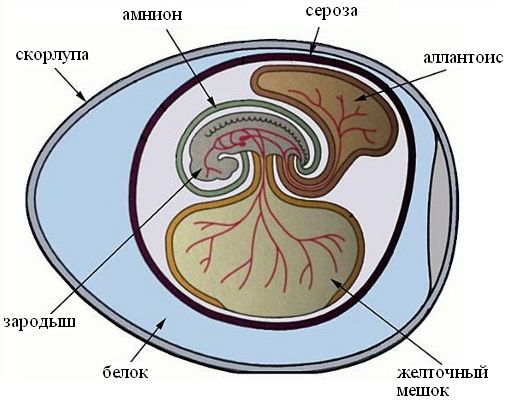 амнион
сероза
скорлупа
аллантоис
зародыш
белок
желточный
мешок